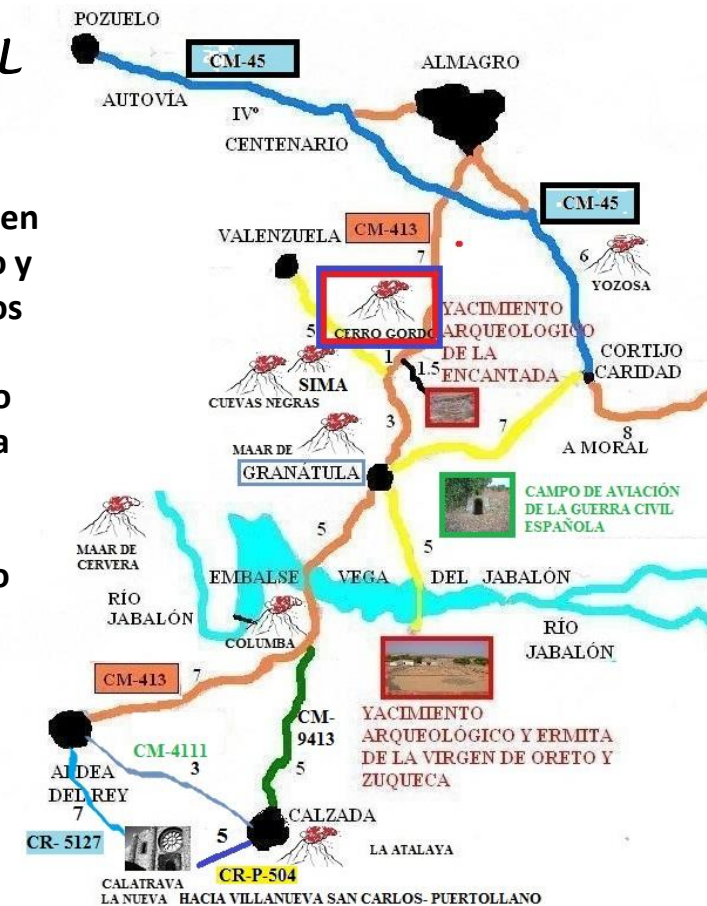 POZUELO
L
CM-45
ALMAGRO
AUTOVÍA
IVº
CENTENARIO
en
CM-45
VALENZUELA
CM-413
o y
7
6
os
YOZOSA
CERRO GORDO
YACIMIENTO
ARQUEOLOGICO
DE LA
ENCANTADA
5
1
1.5
CORTIJO
CARIDAD
SIMA
CUEVAS NEGRAS
o
3
7
a
8
A MORAL
MAAR DE
GRANÁTULA
CAMPO DE AVIACIÓN
DE LA GUERRA CIVIL
ESPAÑOLA
5
5
MAAR DE
CERVERA
o
EMBALSE VEGA DEL JABALÓN
RÍO
JABALÓN
COLUMBA
RÍO
JABALÓN
CM-413
7
CM-
9413
YACIMIENTO
ARQUEOLÓGICO Y ERMITA
DE LA VIRGEN DE ORETO Y
ZUQUECA
CM-4111
3
5
ALDEA
DEL REY
7
CALZADA
CR- 5127
5
LA ATALAYA
CR-P-504
CALATRAVA
LA NUEVA HACIA VILLANUEVA SAN CARLOS- PUERTOLLANO